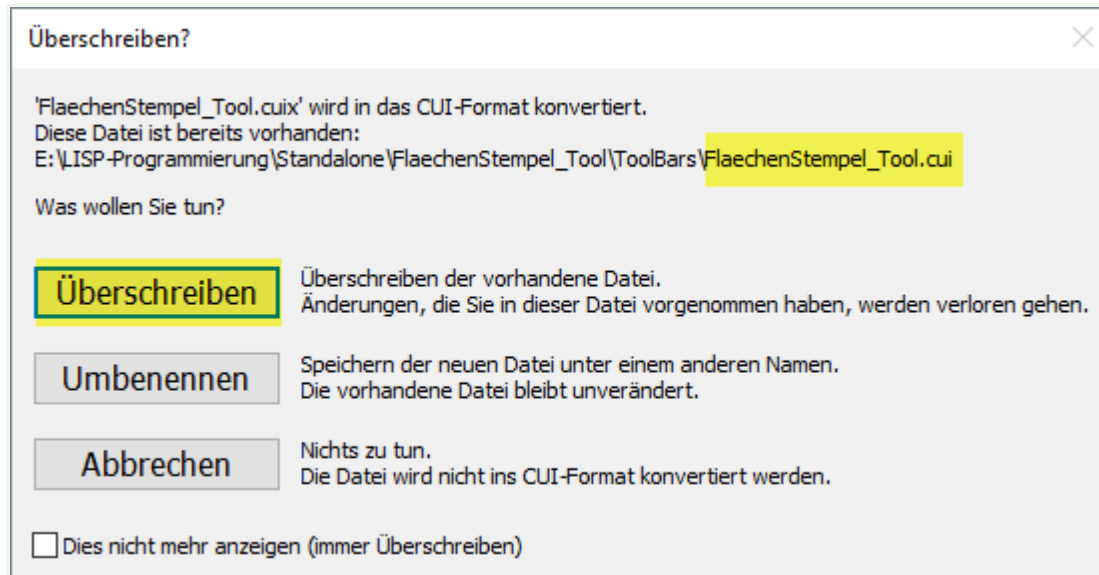 Überschreiben?
'FlaechenStempel_Tool.cuix' wird in das CUI-Format konvertiert.
Diese Datei ist bereits vorhanden:
E:\LISP-Programmierung\Standalone\FlaechenStempel_Tool\ToolBars\FlaechenStempel_Tool.cui
Was wollen Sie tun?
Überschreiben
Überschreiben der vorhandene Datei.
Änderungen, die Sie in dieser Datei vorgenommen haben, werden verloren gehen.
Umbenennen
Speichern der neuen Datei unter einem anderen Namen.
Die vorhandene Datei bleibt unverändert.
Abbrechen
Nichts zu tun.
Die Datei wird nicht ins CUI-Format konvertiert werden.
Dies nicht mehr anzeigen (immer Überschreiben)